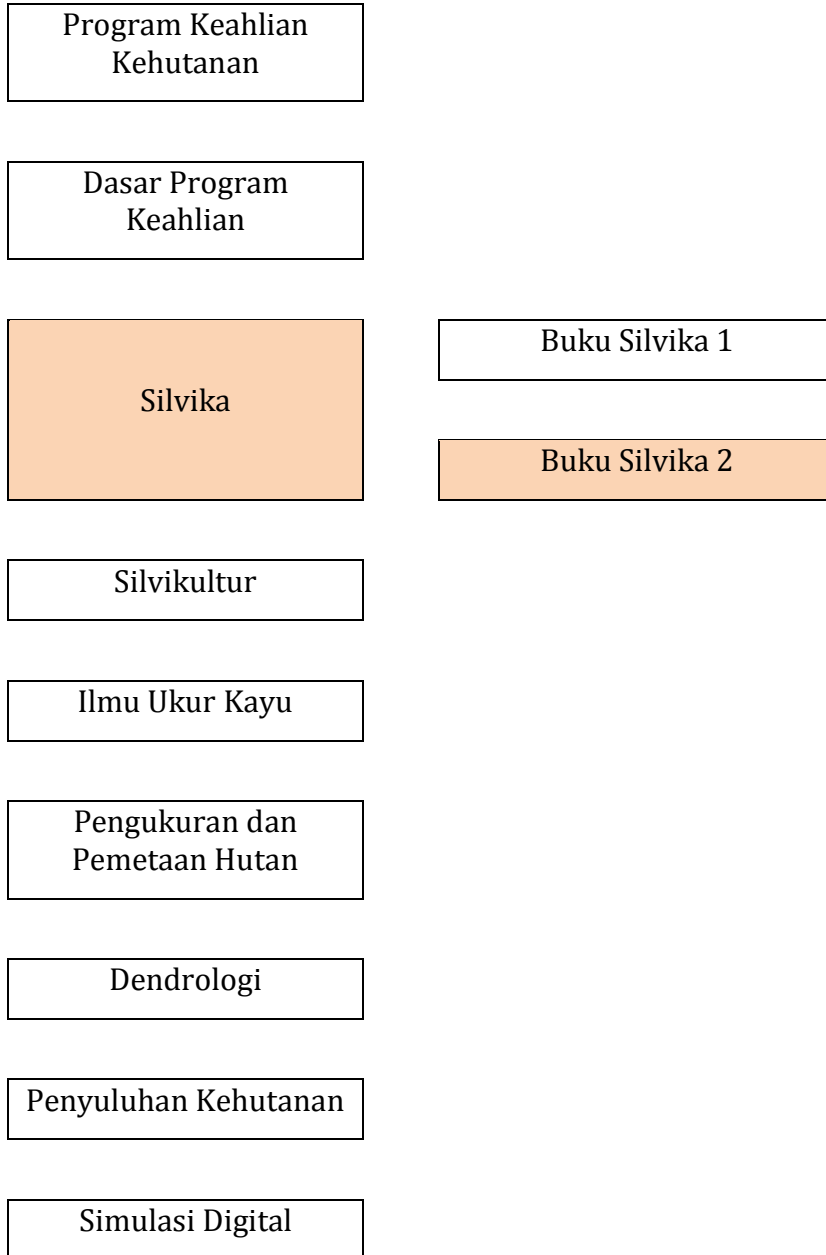 Program Keahlian
Kehutanan
Dasar Program
Keahlian
Silvika
Buku Silvika 1
Buku Silvika 2
Silvikultur
Ilmu Ukur Kayu
Pengukuran dan
Pemetaan Hutan
Dendrologi
Penyuluhan Kehutanan
Simulasi Digital